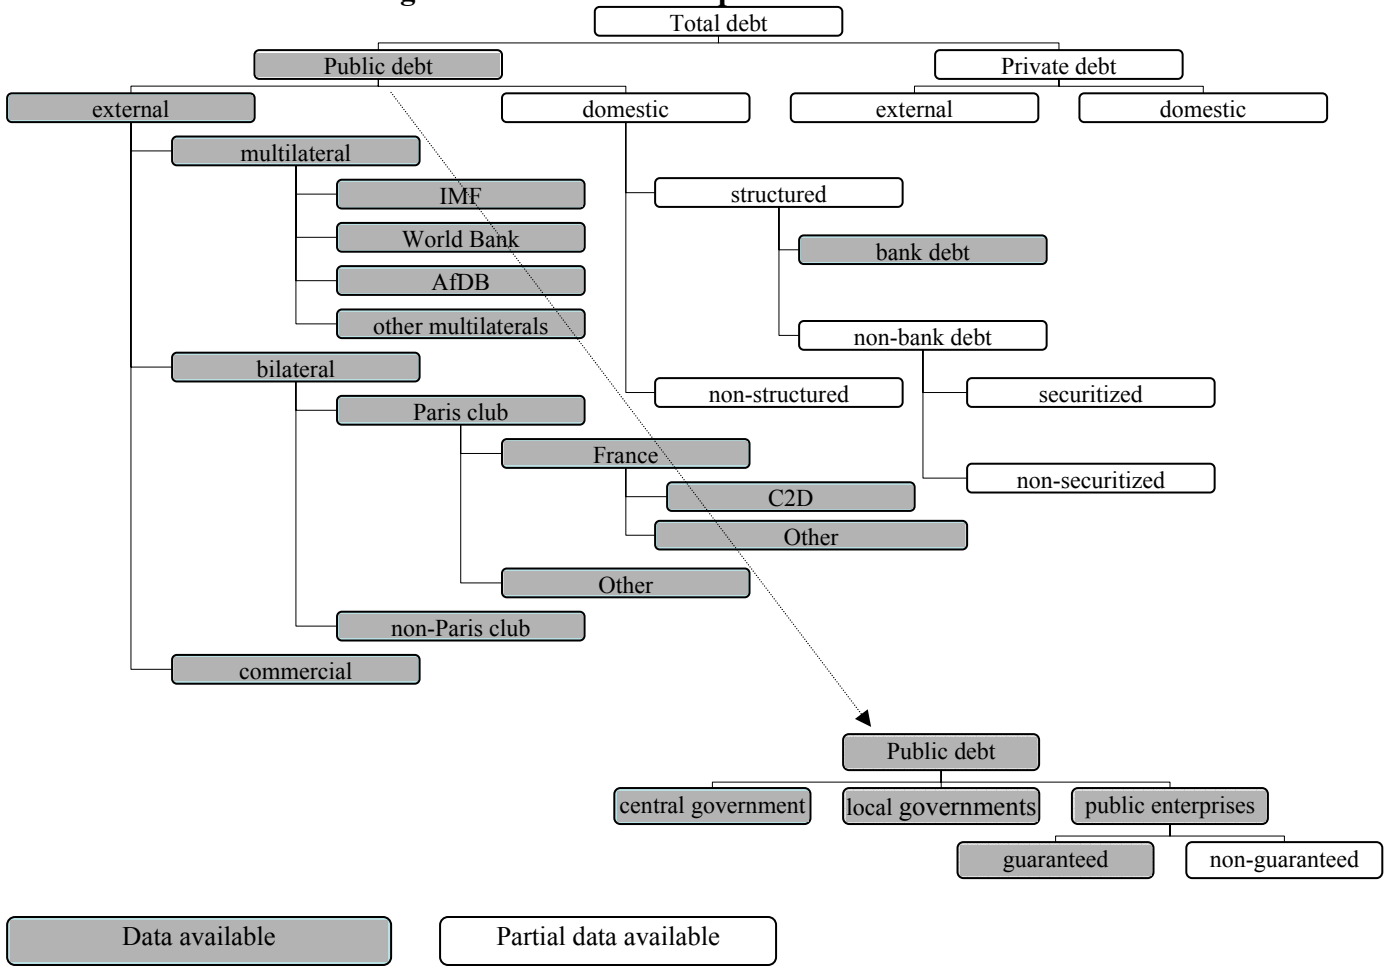 Total debt
Public debt
Private debt
external
domestic
external
domestic
multilateral
IMF
World Bank
AfDB
other multilaterals
bilateral
Paris club
France
C2D
Other
Other
non-Paris club
commercial
structured
bank debt
non-bank debt
securitized
non-securitized
non-structured
Public debt
central government
local governments
public enterprises
guaranteed
non-guaranteed
Data available
Partial data available